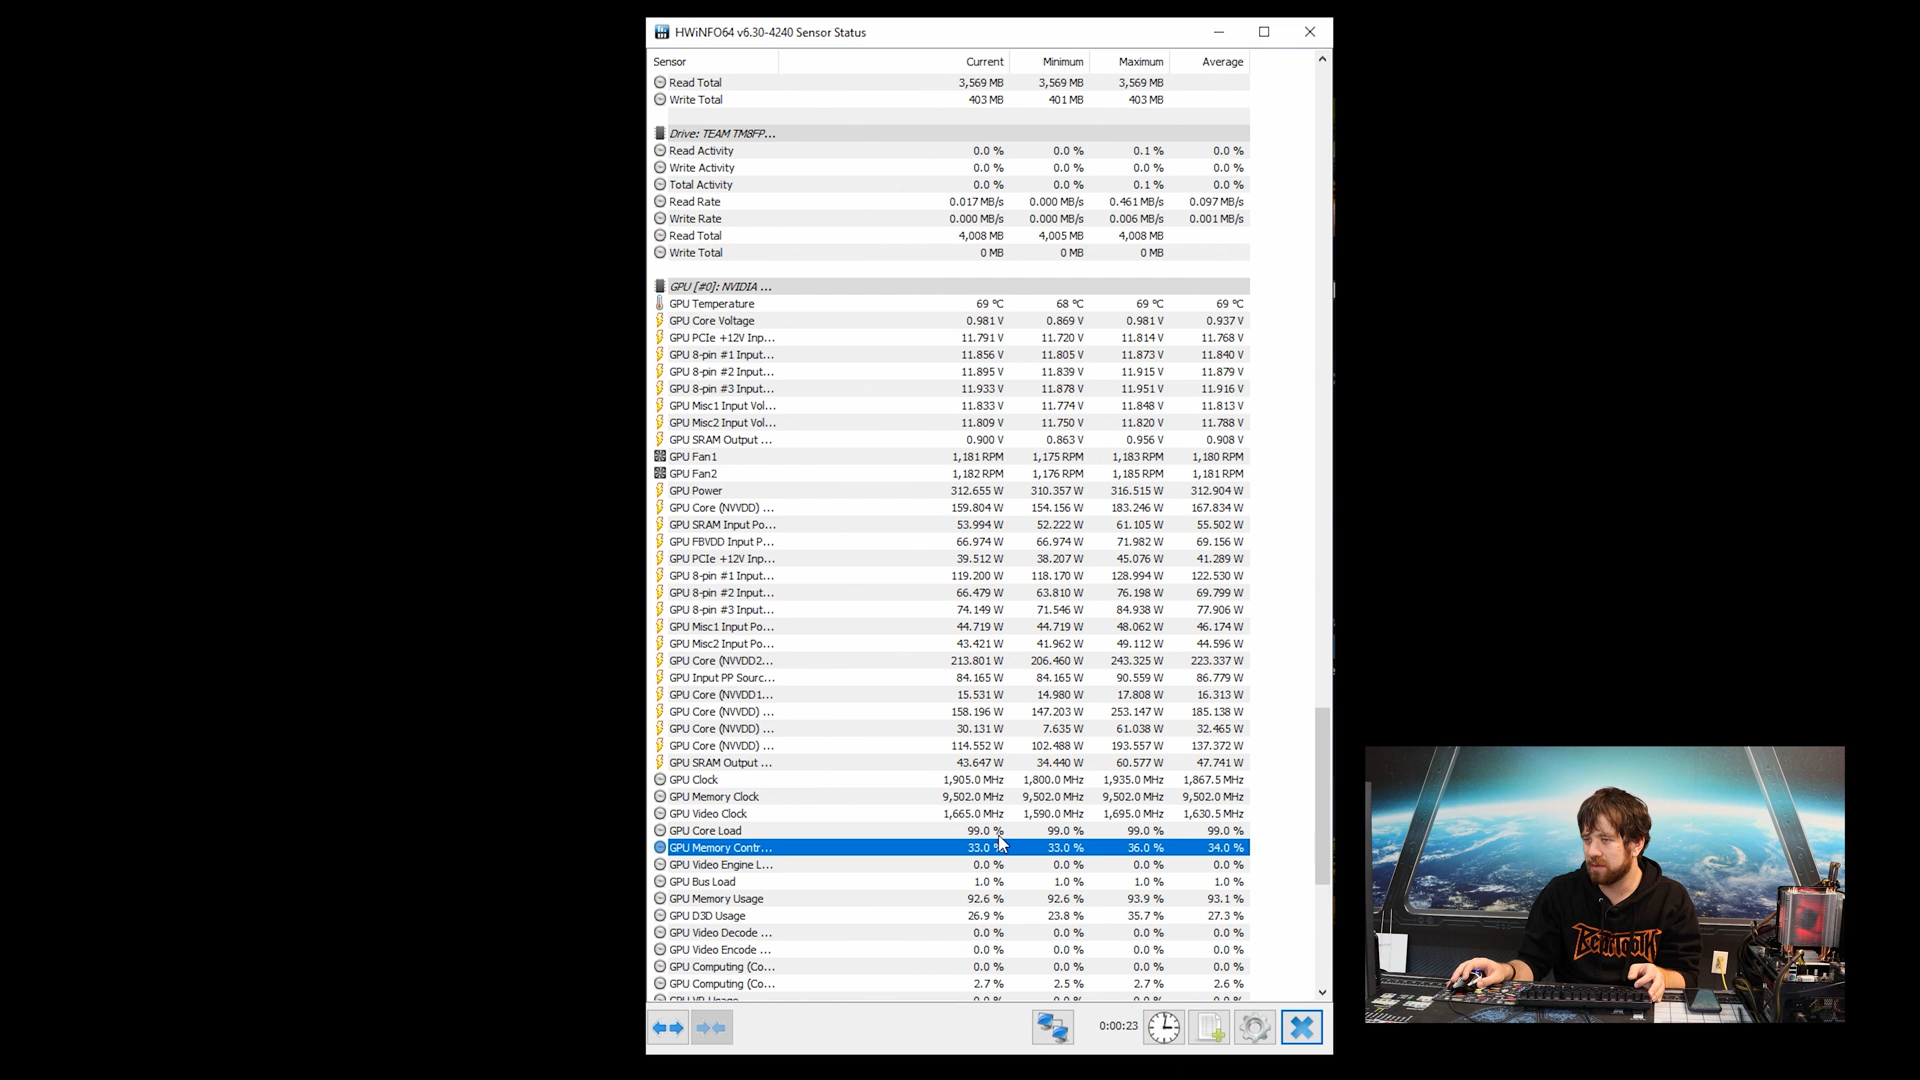 HWiNFO64 v6.30-4240 Sensor Status
Sensor Current Minimum Maximum Average
Read Total 3,569 MB 3,569 MB 3,569 MB
Write Total 403 MB 401 MB 403 MB
Drive: TEAM TM8FP...
Read Activity 0.0 % 0.0 % 0.1 % 0.0 %
Write Activity 0.0 % 0.0 % 0.0 % 0.0 %
Total Activity 0.0 % 0.0 % 0.1 % 0.0 %
Read Rate 0.017 MB/s 0.000 MB/s 0.461 MB/s 0.097 MB/s
Write Rate 0.000 MB/s 0.000 MB/s 0.006 MB/s 0.001 MB/s
Read Total 4,008 MB 4,005 MB 4,008 MB
Write Total 0 MB 0 MB 0 MB
GPU [#0]: NVIDIA ...
GPU Temperature 69 °C 68 °C 69 °C 69 °C
GPU Core Voltage 0.981 V 0.869 V 0.981 V 0.937 V
GPU PCIe +12V Inp... 11.791 V 11.720 V 11.814 V 11.768 V
GPU 8-pin #1 Input... 11.856 V 11.805 V 11.873 V 11.840 V
GPU 8-pin #2 Input... 11.895 V 11.839 V 11.915 V 11.879 V
GPU 8-pin #3 Input... 11.933 V 11.878 V 11.951 V 11.916 V
GPU Misc1 Input Vol... 11.833 V 11.774 V 11.848 V 11.813 V
GPU Misc2 Input Vol... 11.809 V 11.750 V 11.820 V 11.788 V
GPU SRAM Output ... 0.900 V 0.863 V 0.956 V 0.908 V
GPU Fan1 1,181 RPM 1,175 RPM 1,183 RPM 1,180 RPM
GPU Fan2 1,182 RPM 1,176 RPM 1,185 RPM 1,181 RPM
GPU Power 312.655 W 310.357 W 316.515 W 312.904 W
GPU Core (NVVDD) ... 159.804 W 154.156 W 183.246 W 167.834 W
GPU SRAM Input Po... 53.994 W 52.222 W 61.105 W 55.502 W
GPU FBVDD Input P... 66.974 W 66.974 W 71.982 W 69.156 W
GPU PCIe +12V Inp... 39.512 W 38.207 W 45.076 W 41.289 W
GPU 8-pin #1 Input... 119.200 W 118.170 W 128.994 W 122.530 W
GPU 8-pin #2 Input... 66.479 W 63.810 W 76.198 W 69.799 W
GPU 8-pin #3 Input... 74.149 W 71.546 W 84.938 W 77.906 W
GPU Misc1 Input Po... 44.719 W 44.719 W 48.062 W 46.174 W
GPU Misc2 Input Po... 43.421 W 41.962 W 49.112 W 44.596 W
GPU Core (NVVDD2... 213.801 W 206.460 W 243.325 W 223.337 W
GPU Input PP Sourc... 84.165 W 84.165 W 90.559 W 86.779 W
GPU Core (NVVDD1... 15.531 W 14.980 W 17.808 W 16.313 W
GPU Core (NVVDD) ... 158.196 W 147.203 W 253.147 W 185.138 W
GPU Core (NVVDD) ... 30.131 W 7.635 W 61.038 W 32.465 W
GPU Core (NVVDD) ... 114.552 W 102.488 W 193.557 W 137.372 W
GPU SRAM Output ... 43.647 W 34.440 W 60.577 W 47.741 W
GPU Clock 1,905.0 MHz 1,800.0 MHz 1,935.0 MHz 1,867.5 MHz
GPU Memory Clock 9,502.0 MHz 9,502.0 MHz 9,502.0 MHz 9,502.0 MHz
GPU Video Clock 1,665.0 MHz 1,590.0 MHz 1,695.0 MHz 1,630.5 MHz
GPU Core Load 99.0 % 99.0 % 99.0 % 99.0 %
GPU Memory Contr... 33.0 % 33.0 % 36.0 % 34.0 %
GPU Video Engine L... 0.0 % 0.0 % 0.0 % 0.0 %
GPU Bus Load 1.0 % 1.0 % 1.0 % 1.0 %
GPU Memory Usage 92.6 % 92.6 % 93.9 % 93.1 %
GPU D3D Usage 26.9 % 23.8 % 35.7 % 27.3 %
GPU Video Decode ... 0.0 % 0.0 % 0.0 % 0.0 %
GPU Video Encode ... 0.0 % 0.0 % 0.0 % 0.0 %
GPU Computing (Co... 0.0 % 0.0 % 0.0 % 0.0 %
GPU Computing (Co... 2.7 % 2.5 % 2.7 % 2.6 %
0:00:23